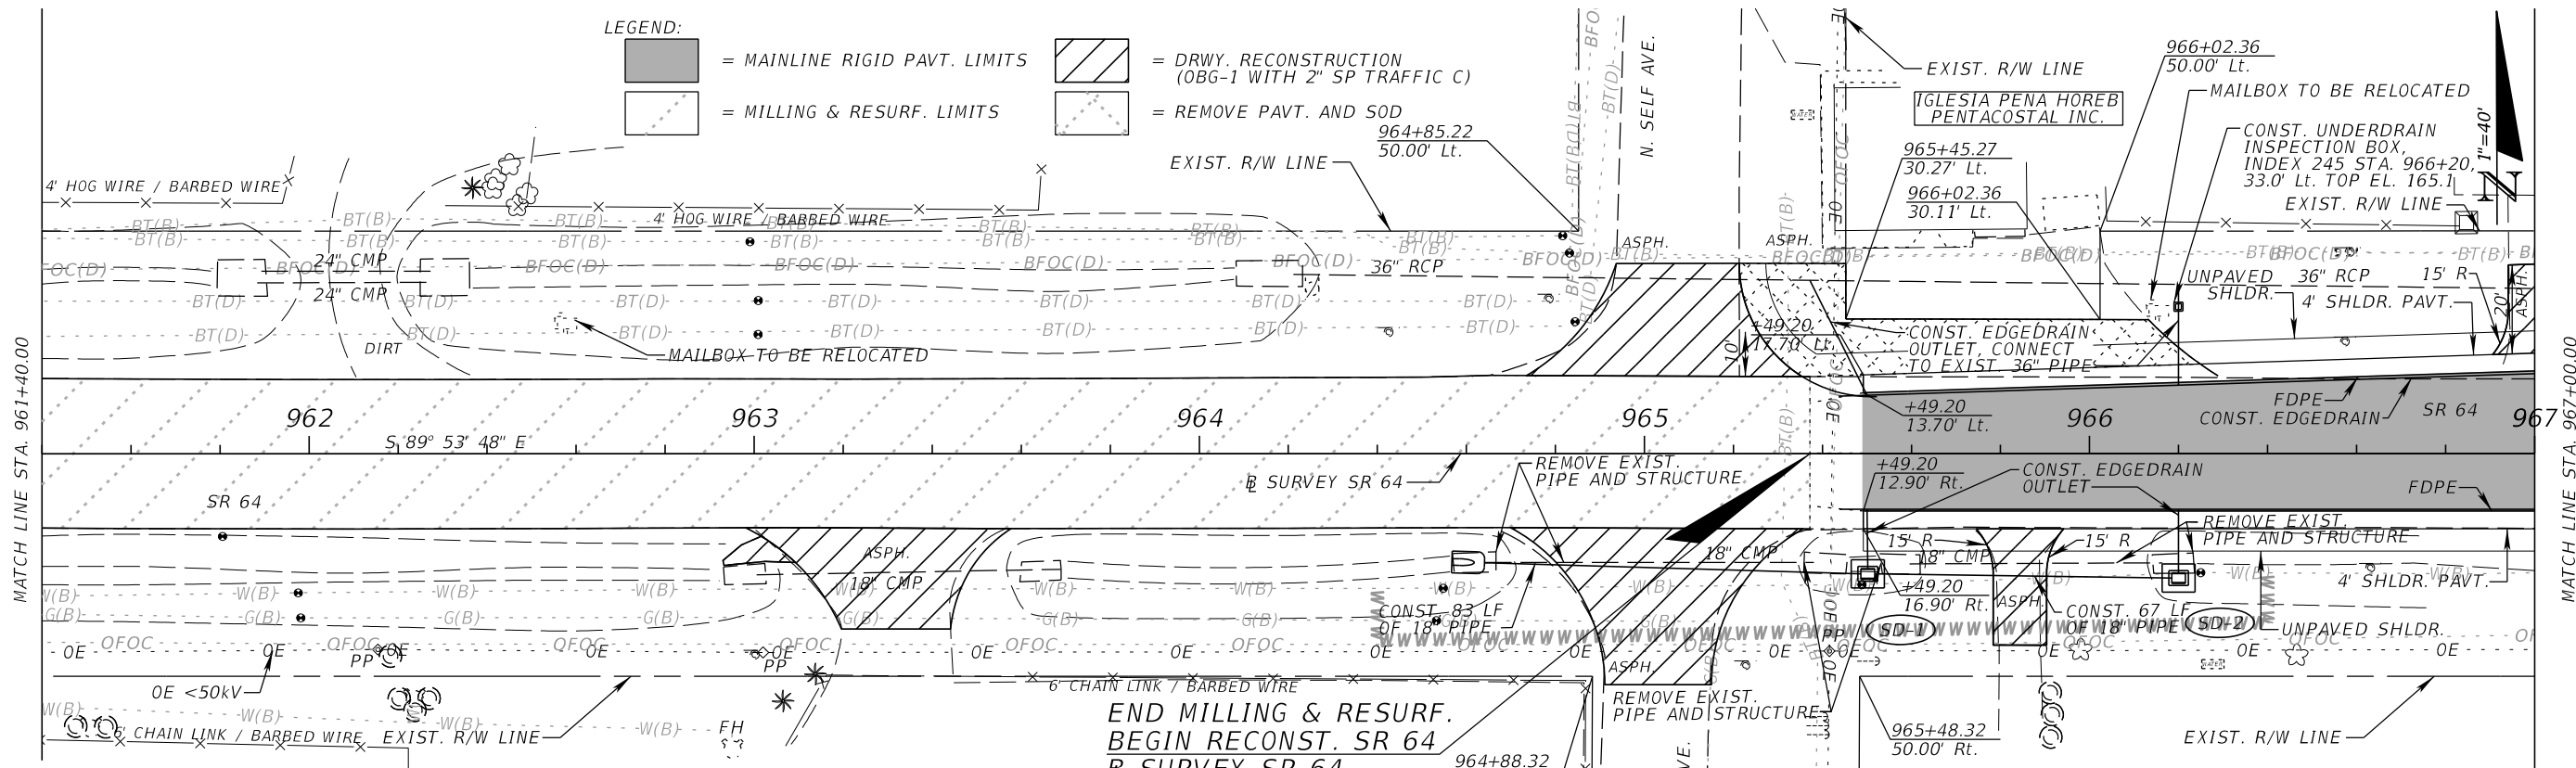 LEGEND:
= MAINLINE RIGID PAVT. LIMITS
= DRWY. RECONSTRUCTION
(OBG-1 WITH 2" SP TRAFFIC C)
= MILLING & RESURF. LIMITS
= REMOVE PAVT. AND SOD
964+85.22
50.00' Lt.
EXIST. R/W LINE
N. SELF AVE.
EXIST. R/W LINE
IGLESIA PENA HOREB
PENTACOSTAL INC.
966+02.36
50.00' Lt.
MAILBOX TO BE RELOCATED
CONST. UNDERDRAIN
INSPECTION BOX,
INDEX 245 STA. 966+20,
33.0' Lt. TOP EL. 165.1
EXIST. R/W LINE
1"=40'
N
965+45.27
30.27' Lt.
966+02.36
30.11' Lt.
4' HOG WIRE / BARBED WIRE
4' HOG WIRE / BARBED WIRE
BT(B)
BFOC(D)
24" CMP
24" CMP
BT(D)
DIRT
MAILBOX TO BE RELOCATED
36" RCP
ASPH.
ASPH.
10'
+49.20
17.70' Lt.
CONST. EDGEDRAIN
OUTLET, CONNECT
TO EXIST. 36" PIPE
UNPAVED
SHLDR.
36" RCP
15' R
4' SHLDR. PAVT.
20'
ASPH.
MATCH LINE STA. 961+40.00
MATCH LINE STA. 967+00.00
962
963
964
965
966
967
S 89° 53' 48" E
SR 64
+49.20
13.70' Lt.
FDPE
CONST. EDGEDRAIN
SR 64
SURVEY SR 64
REMOVE EXIST.
PIPE AND STRUCTURE
+49.20
12.90' Rt.
CONST. EDGEDRAIN
OUTLET
FDPE
REMOVE EXIST.
PIPE AND STRUCTURE
ASPH.
18" CMP
18" CMP
15' R
18" CMP
15' R
+49.20
16.90' Rt.
ASPH.
4' SHLDR. PAVT.
W(B)
G(B)
OFOC
OE
CONST. 83 LF
OF 18" PIPE
SD-1
CONST. 67 LF
OF 18" PIPE
SD-2
UNPAVED SHLDR.
PP
PP
PP
OE <50kV
6' CHAIN LINK / BARBED WIRE
ASPH.
REMOVE EXIST.
PIPE AND STRUCTURE
END MILLING & RESURF.
BEGIN RECONST. SR 64
SURVEY SR 64
964+88.32
965+48.32
50.00' Rt.
EXIST. R/W LINE
6' CHAIN LINK / BARBED WIRE
EXIST. R/W LINE
FH